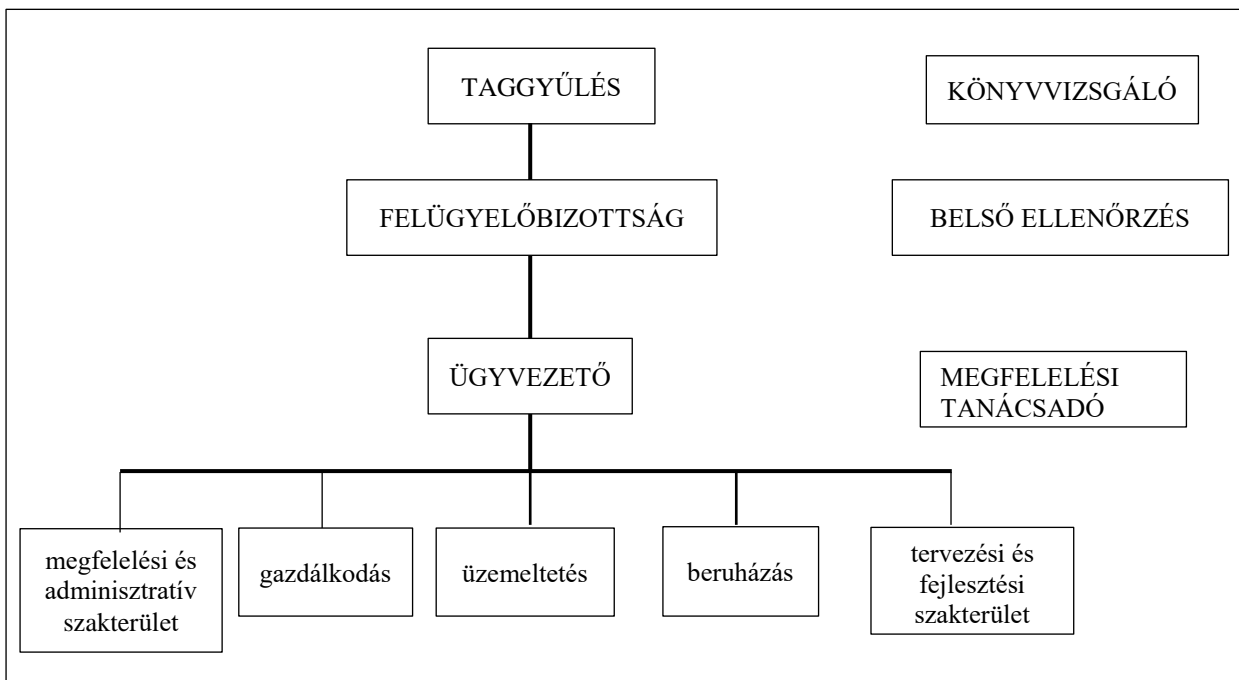 TAGGYŰLÉS
KÖNYVVIZSGÁLÓ
FELÜGYELŐBIZOTTSÁG
BELSŐ ELLENŐRZÉS
ÜGYVEZETŐ
MEGFELELÉSI
TANÁCSADÓ
megfelelési és
adminisztratív
szakterület
gazdálkodás
üzemeltetés
beruházás
tervezési és
fejlesztési
szakterület